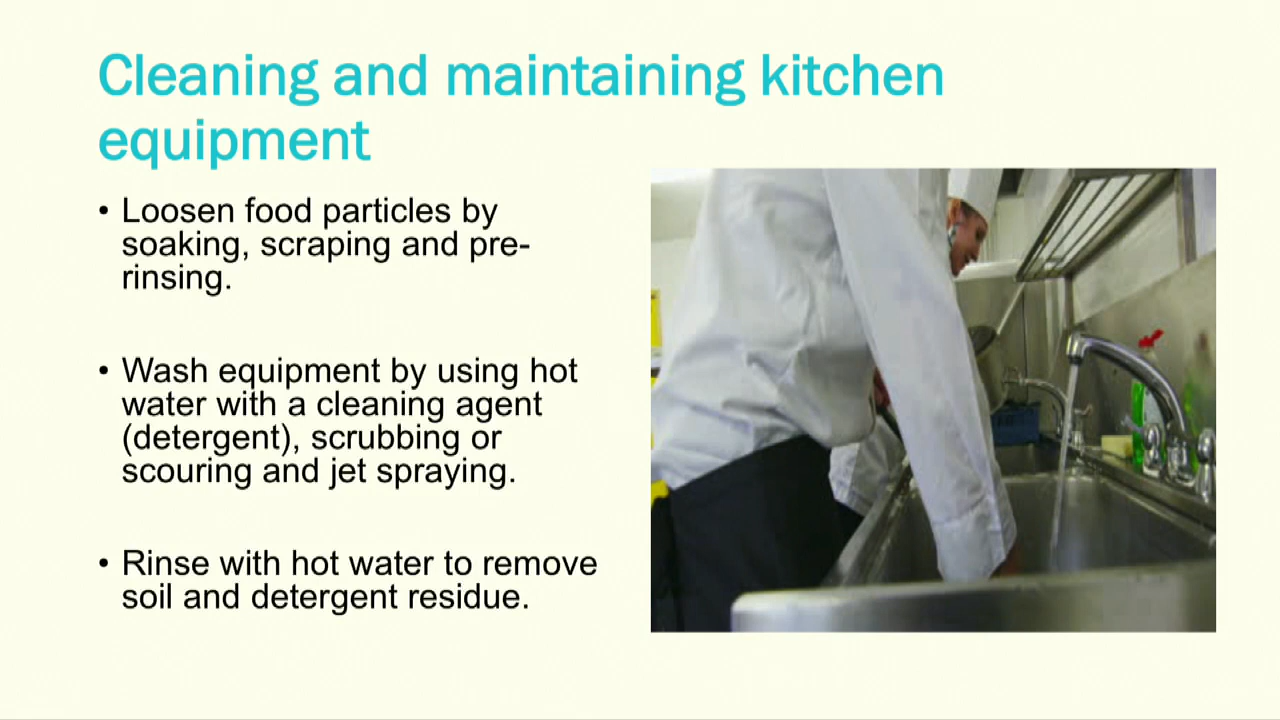 Cleaning and maintaining kitchen
equipment
• Loosen food particles by
soaking, scraping and pre-
rinsing.
• Wash equipment by using hot
water with a cleaning agent
(detergent), scrubbing or
scouring and jet spraying.
• Rinse with hot water to remove
soil and detergent residue.